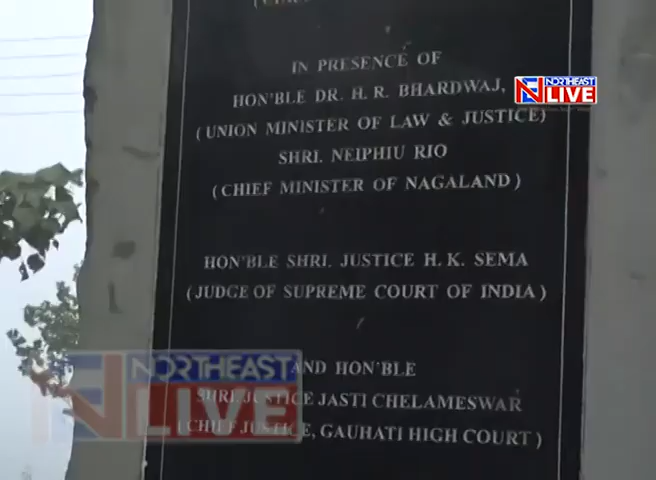 IN PRESENCE OF
HON'BLE DR. H. R. BHARDWAJ,
(UNION MINISTER OF LAW & JUSTICE)
SHRI. NEIPHIU RIO
(CHIEF MINISTER OF NAGALAND)
HON'BLE SHRI. JUSTICE H. K. SEMA
(JUDGE OF SUPREME COURT OF INDIA)
AND HON'BLE
SHRI. JUSTICE JASTI CHELAMESWAR
(CHIEF JUSTICE, GAUHATI HIGH COURT)
NORTHEAST
LIVE
NORTHEAST
LIVE